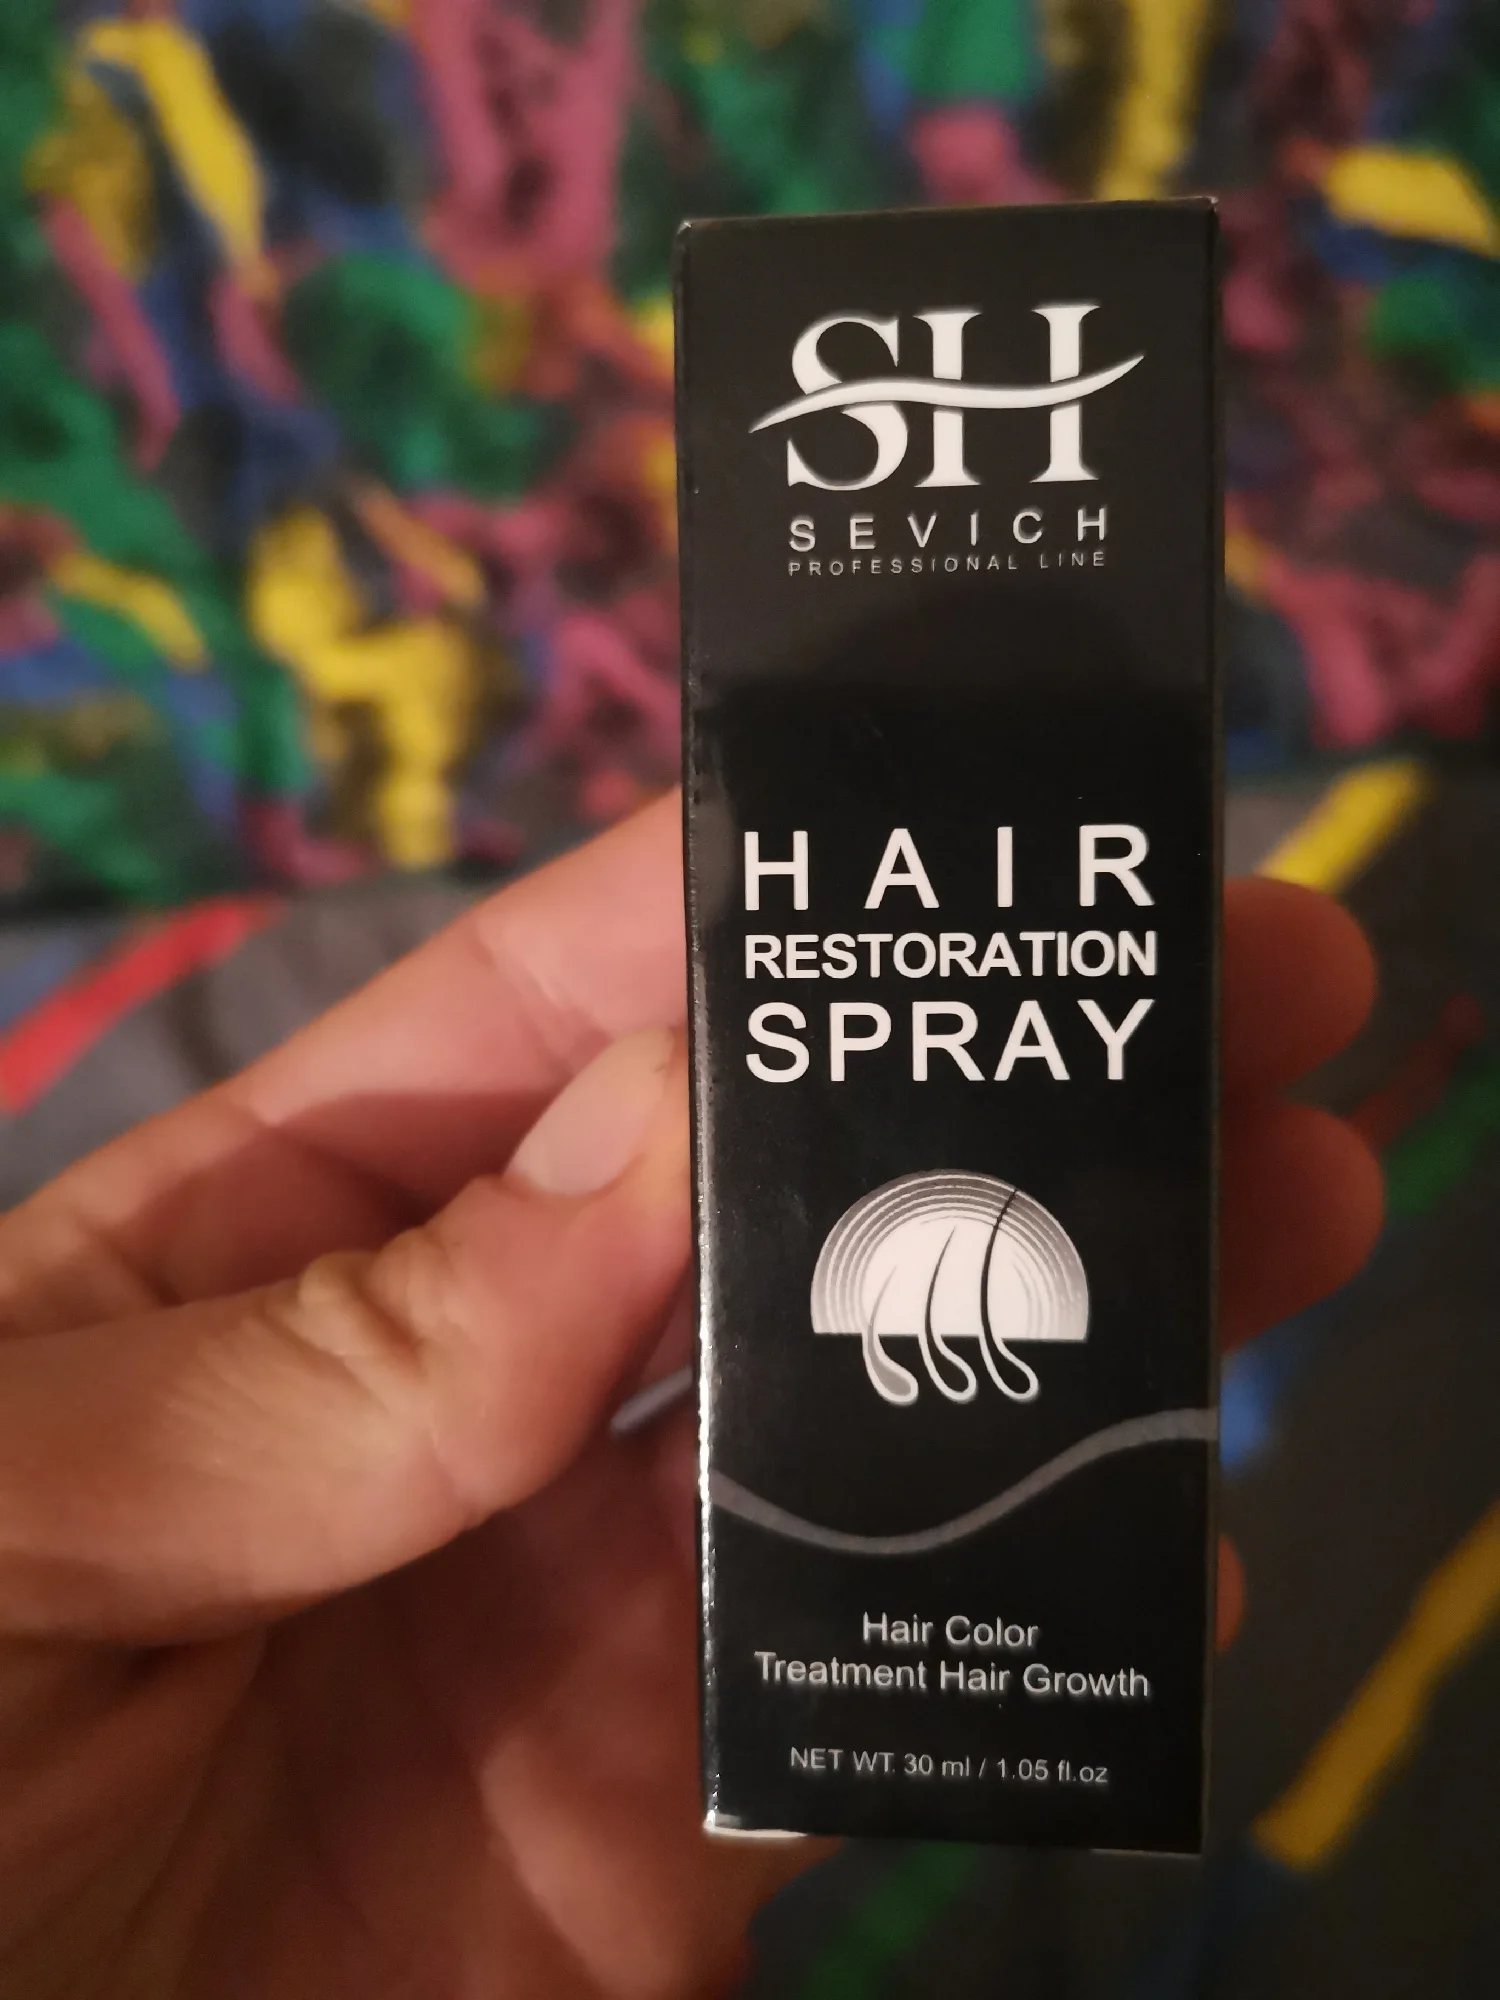 SH
SEVICH
PROFESSIONAL LINE
HAIR
RESTORATION
SPRAY
Hair Color
Treatment Hair Growth
NET WT. 30 ml / 1.05 fl.oz